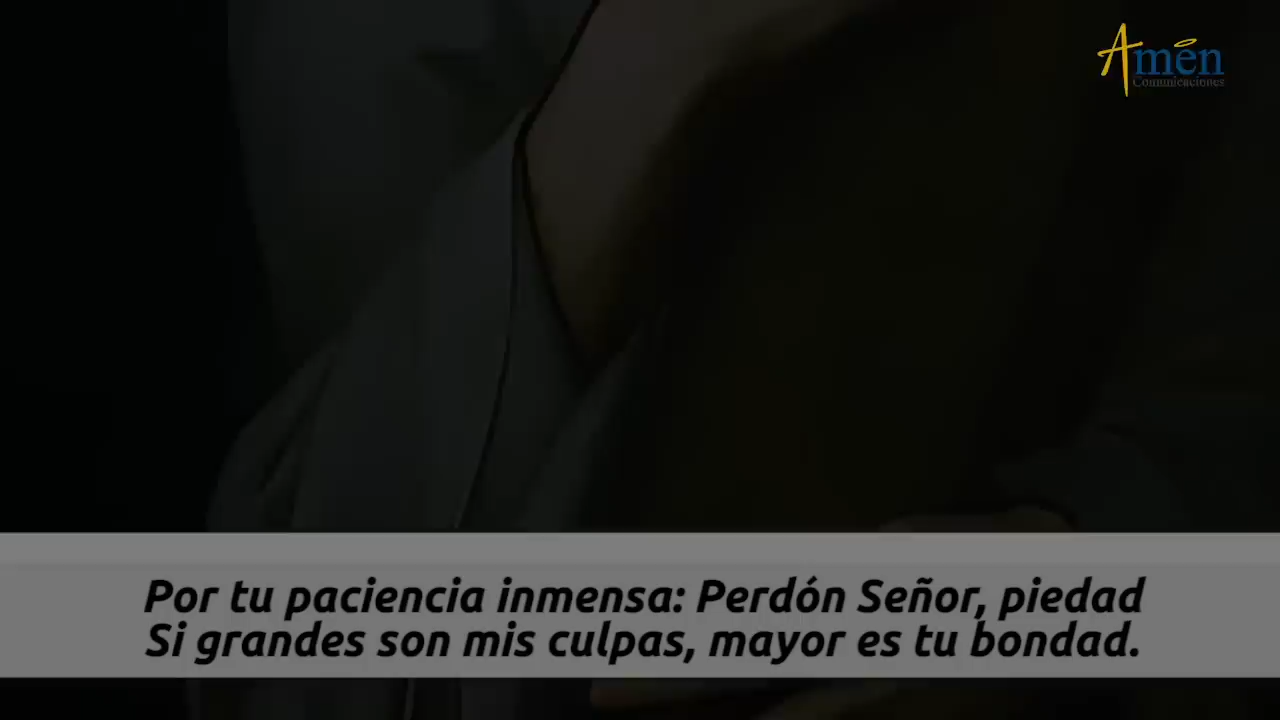 Amén
Comunicaciones
Por tu paciencia inmensa: Perdón Señor, piedad
Si grandes son mis culpas, mayor es tu bondad.